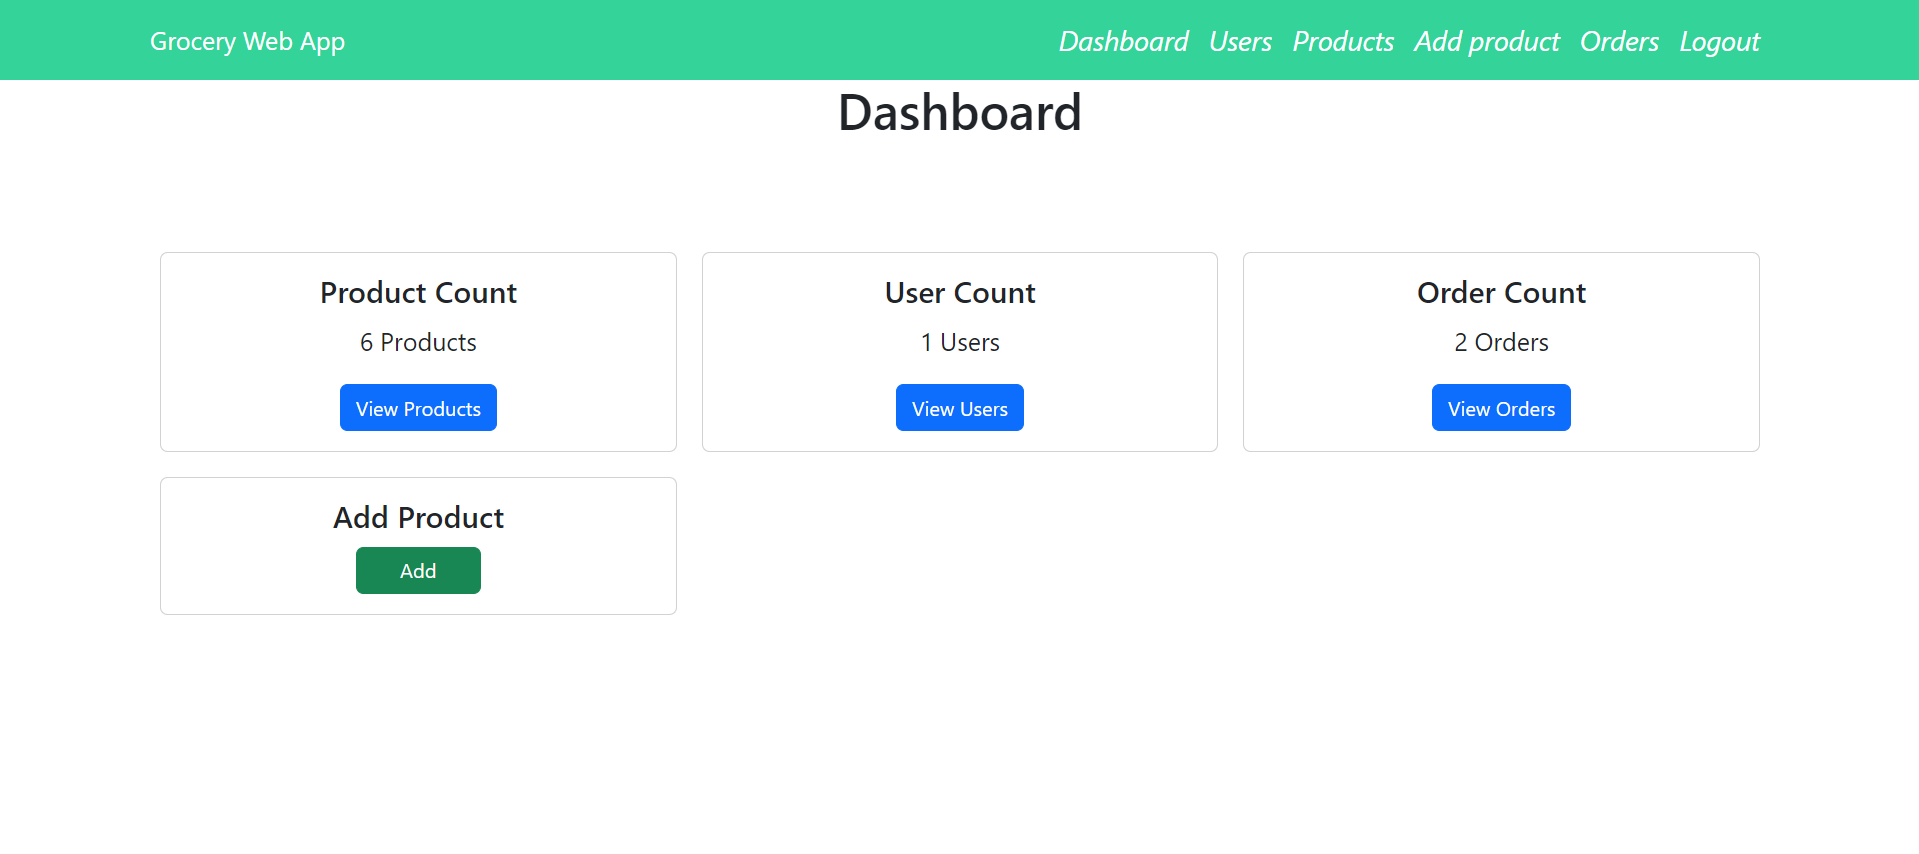 Grocery Web App
Dashboard Users Products Add product Orders Logout
Dashboard
Product Count
6 Products
View Products
User Count
1 Users
View Users
Order Count
2 Orders
View Orders
Add Product
Add